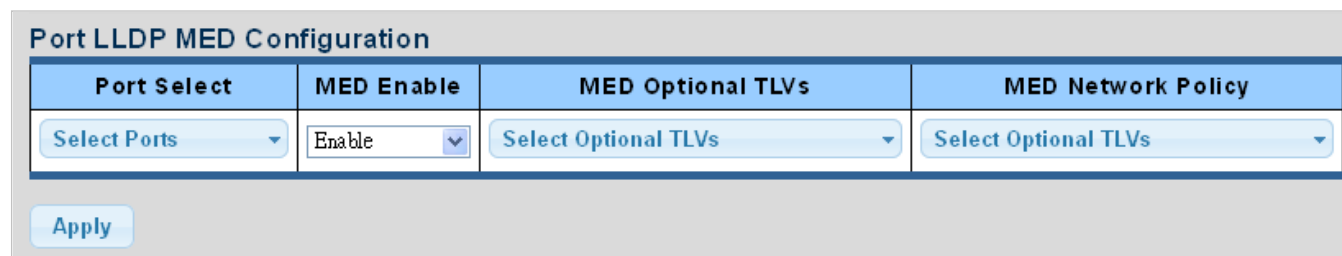 Port LLDP MED Configuration
Port Select MED Enable MED Optional TLVs MED Network Policy
Select Ports Enable Select Optional TLVs Select Optional TLVs
Apply